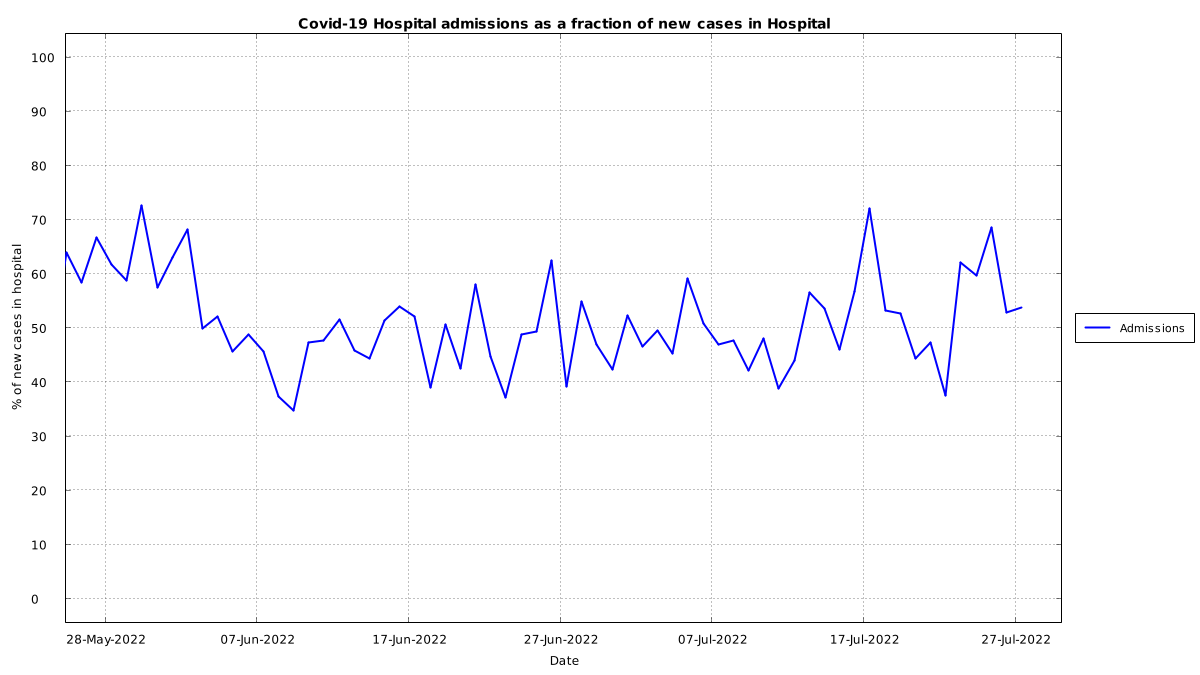 Covid-19 Hospital admissions as a fraction of new cases in Hospital
100
90
80
70
60
50
40
30
20
10
0
% of new cases in hospital
28-May-2022
07-Jun-2022
17-Jun-2022
27-Jun-2022
07-Jul-2022
17-Jul-2022
27-Jul-2022
Date
Admissions